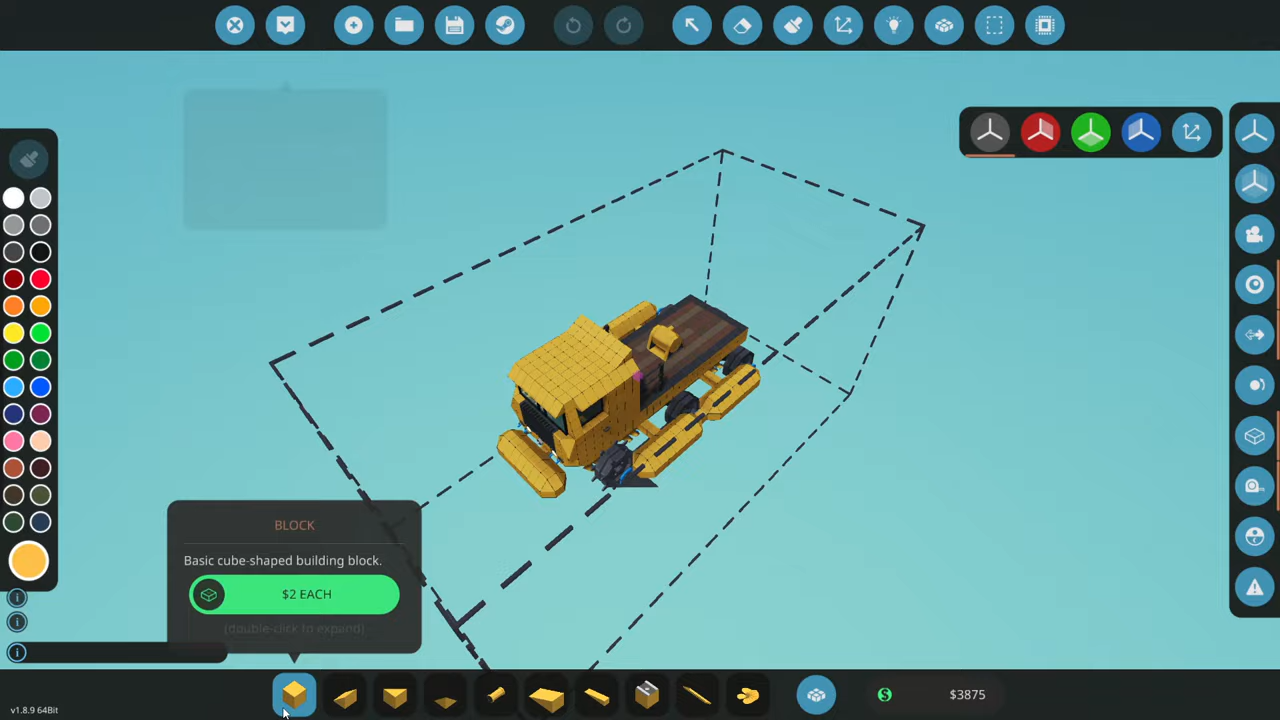 BLOCK
Basic cube-shaped building block.
$2 EACH
(double-click to expand)
$3875
v1.8.9 64Bit